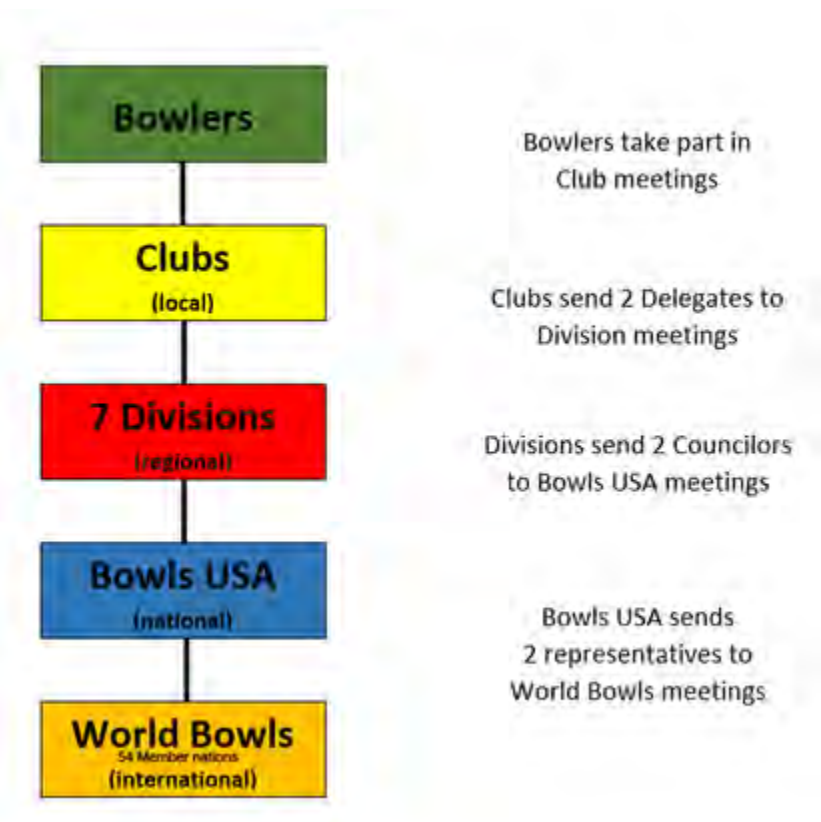 Bowlers
Bowlers take part in
Club meetings
Clubs
(local)
Clubs send 2 Delegates to
Division meetings
7 Divisions
(regional)
Divisions send 2 Councilors
to Bowls USA meetings
Bowls USA
(national)
Bowls USA sends
2 representatives to
World Bowls meetings
World Bowls
54 Member nations
(international)